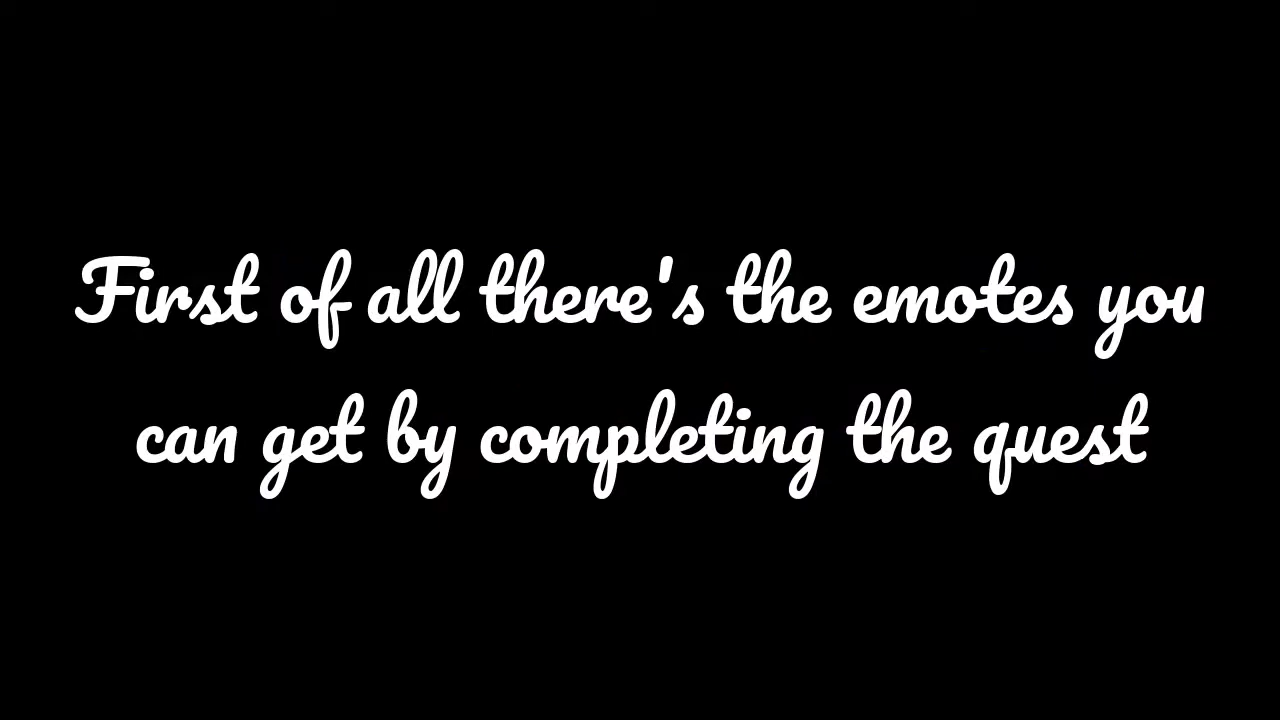 First of all there's the emotes you
can get by completing the quest